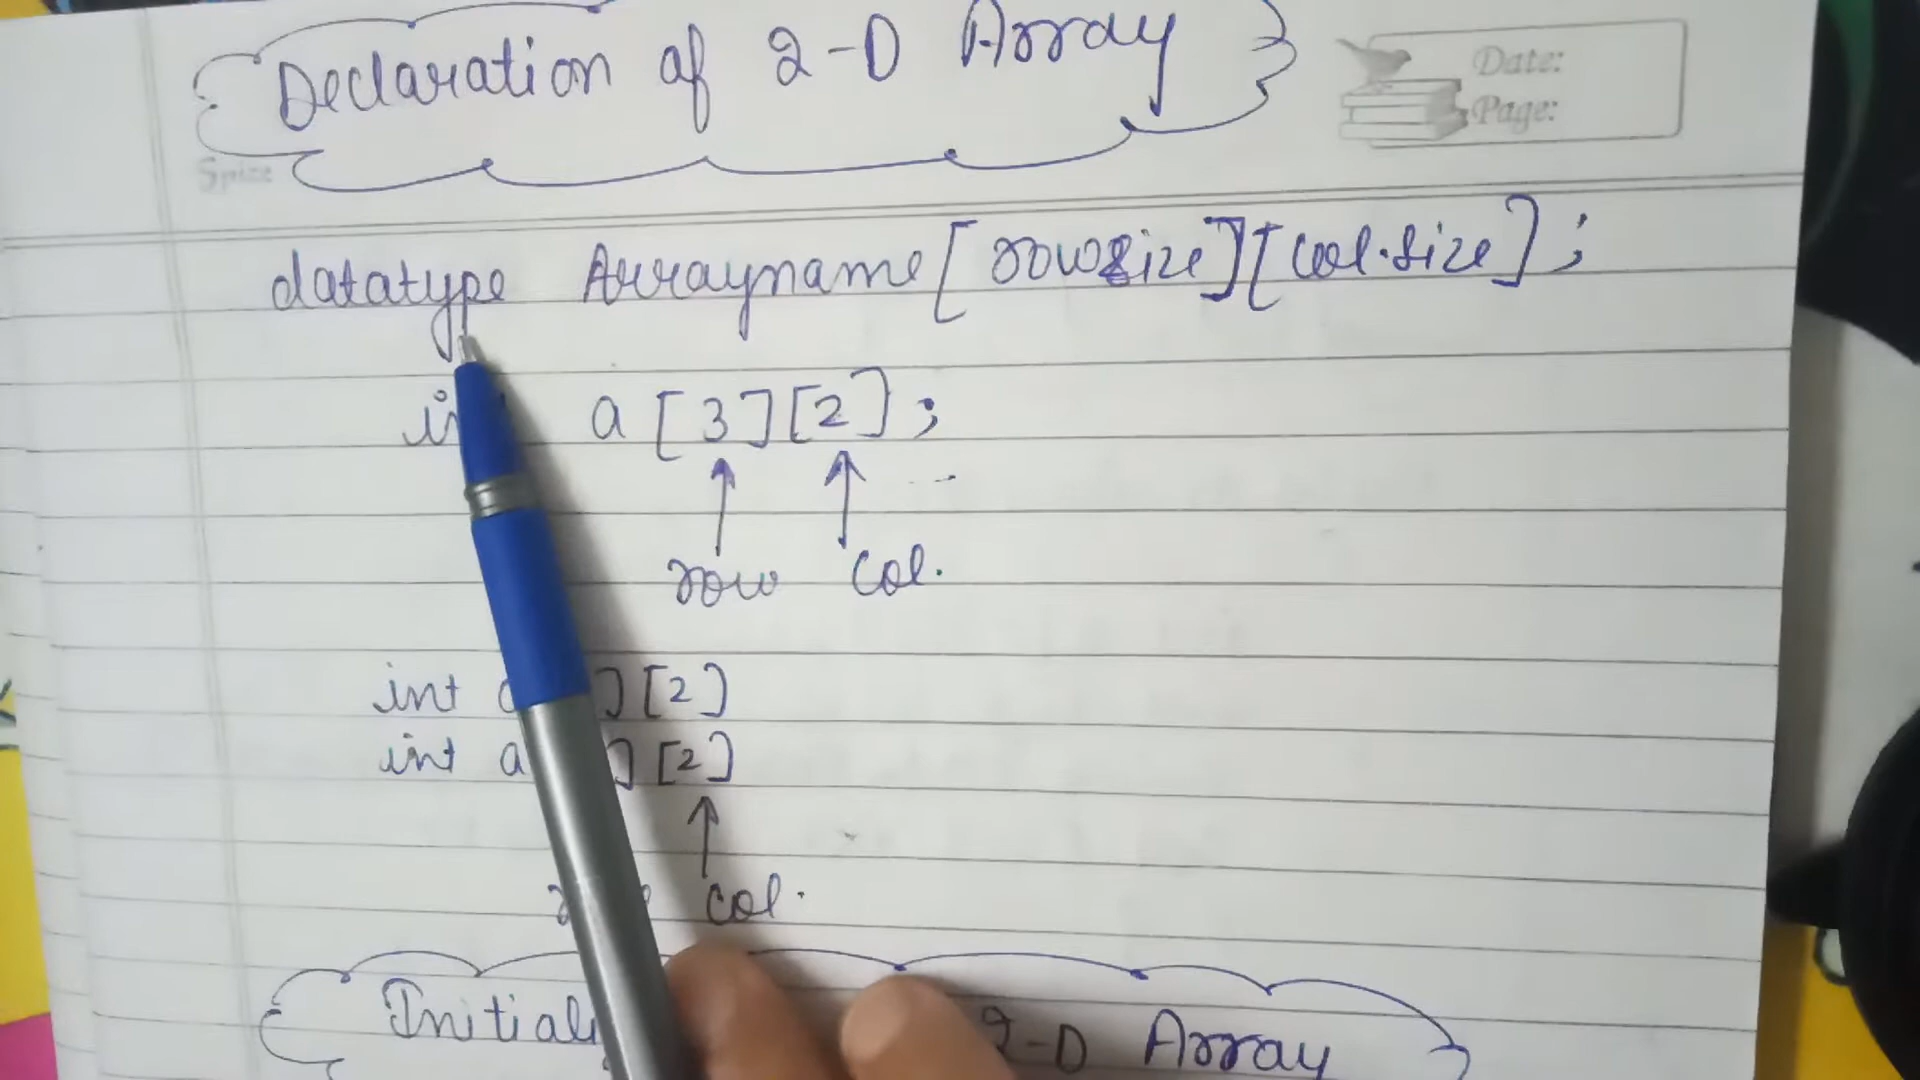 Declaration of 2-D Array
Date:
Page:
Spize
datatype Arrayname [rowsize][Col.size];
a [3][2];
row Col.
int ][2]
int a ][2]
Col.
2-D Array